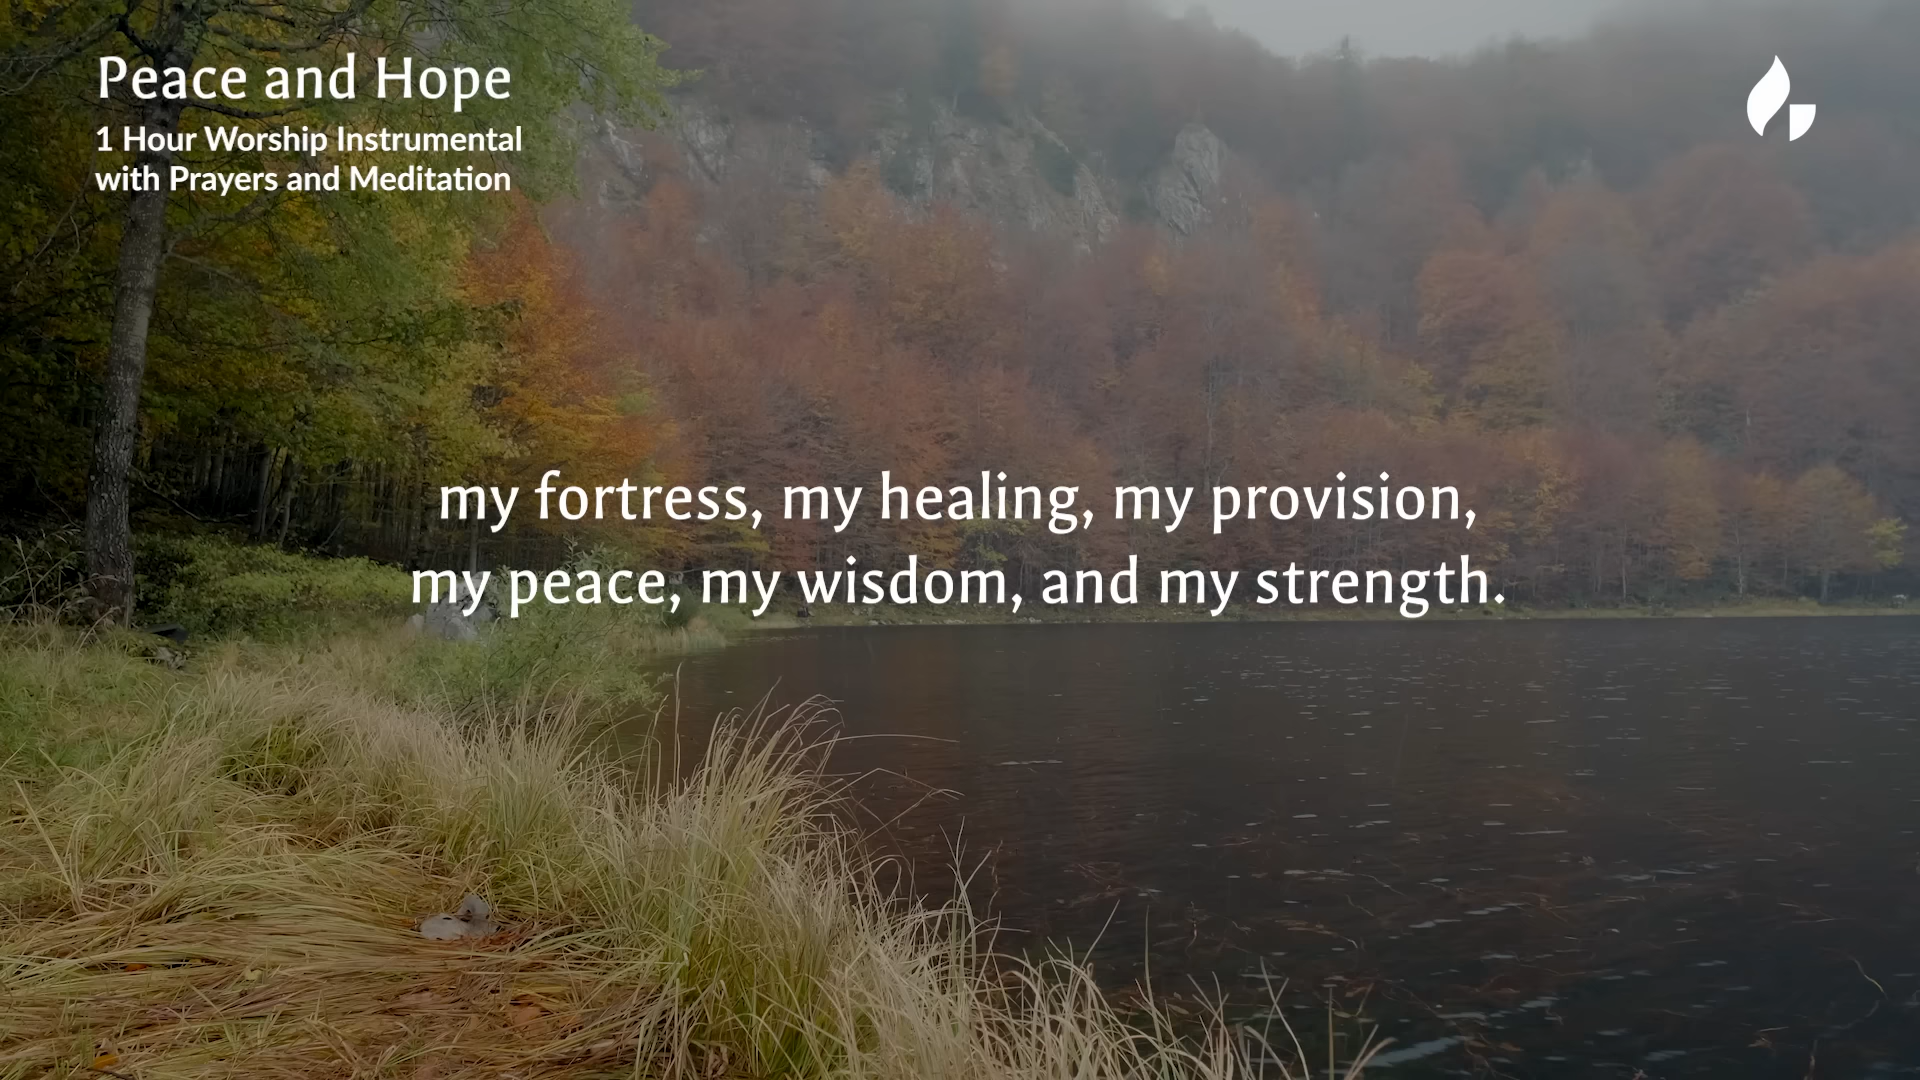 Peace and Hope
1 Hour Worship Instrumental
with Prayers and Meditation
my fortress, my healing, my provision,
my peace, my wisdom, and my strength.